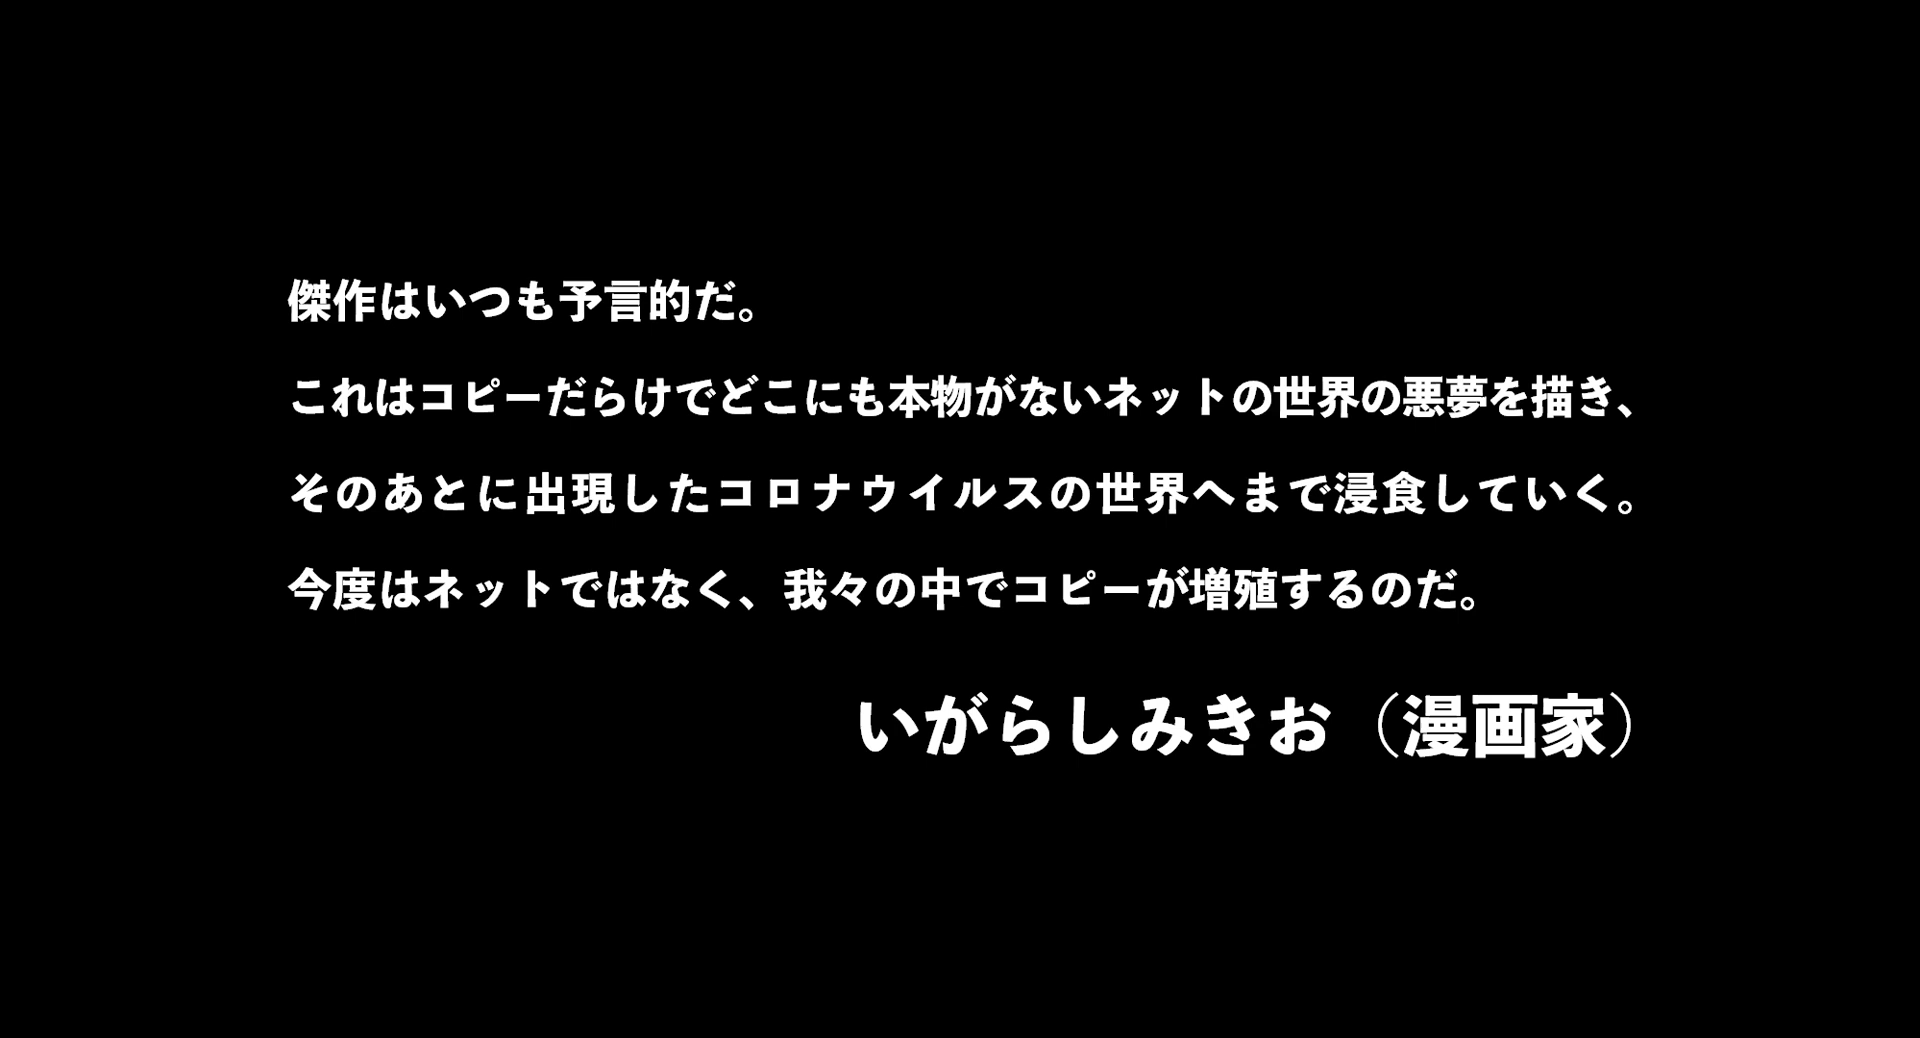 傑作はいつも予言的だ。
これはコピーだらけでどこにも本物がないネットの世界の悪夢を描き、
そのあとに出現したコロナウイルスの世界へまで浸食していく。
今度はネットではなく、我々の中でコピーが増殖するのだ。
いがらしみきお（漫画家）